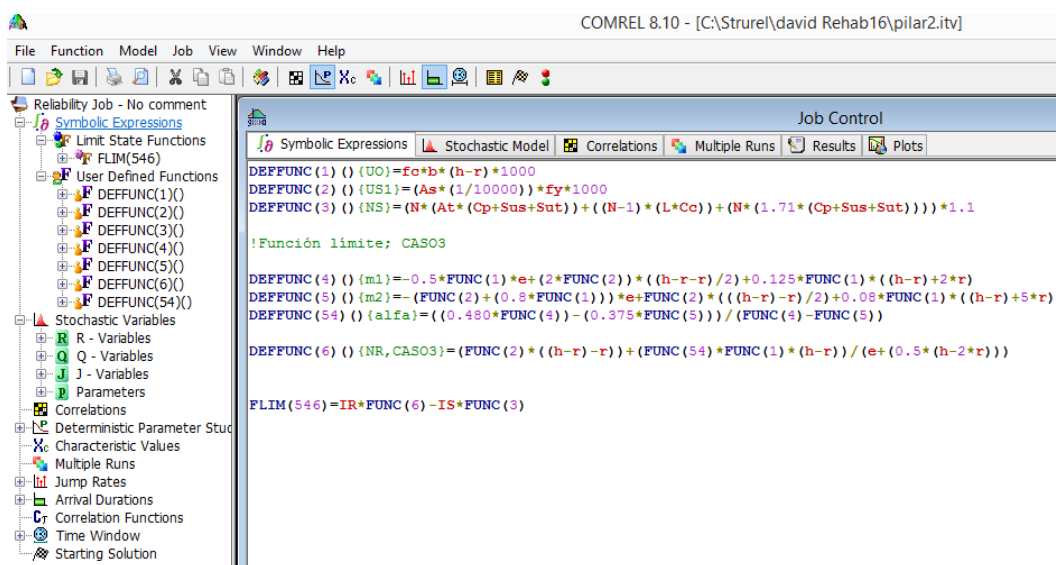 COMREL 8.10 - [C:\Strurel\david Rehab16\pilar2.itv]
File Function Model Job View Window Help
Reliability Job - No comment
Symbolic Expressions
Limit State Functions
FLIM(546)
User Defined Functions
DEFFUNC(1)()
DEFFUNC(2)()
DEFFUNC(3)()
DEFFUNC(4)()
DEFFUNC(5)()
DEFFUNC(6)()
DEFFUNC(54)()
Stochastic Variables
R R - Variables
Q Q - Variables
J J - Variables
P Parameters
Correlations
Deterministic Parameter Stud
Xc Characteristic Values
Multiple Runs
Jump Rates
Arrival Durations
Cτ Correlation Functions
Time Window
Starting Solution
Job Control
Symbolic Expressions Stochastic Model Correlations Multiple Runs Results Plots
DEFFUNC(1)(){UO}=fc*b*(h-r)*1000
DEFFUNC(2)(){US1}=(As*(1/10000))*fy*1000
DEFFUNC(3)(){NS}=(N*(At*(Cp+Sus+Sut))+((N-1)*(L*Cc))+(N*(1.71*(Cp+Sus+Sut))))*1.1
!Función límite; CASO3
DEFFUNC(4)(){m1}=-0.5*FUNC(1)*e+(2*FUNC(2))*((h-r-r)/2)+0.125*FUNC(1)*((h-r)+2*r)
DEFFUNC(5)(){m2}=-(FUNC(2)+(0.8*FUNC(1)))*e+FUNC(2)*(((h-r)-r)/2)+0.08*FUNC(1)*((h-r)+5*r)
DEFFUNC(54)(){alfa}=((0.480*FUNC(4))-(0.375*FUNC(5)))/(FUNC(4)-FUNC(5))
DEFFUNC(6)(){NR,CASO3}=(FUNC(2)*((h-r)-r))+(FUNC(54)*FUNC(1)*(h-r))/(e+(0.5*(h-2*r)))
FLIM(546)=IR*FUNC(6)-IS*FUNC(3)